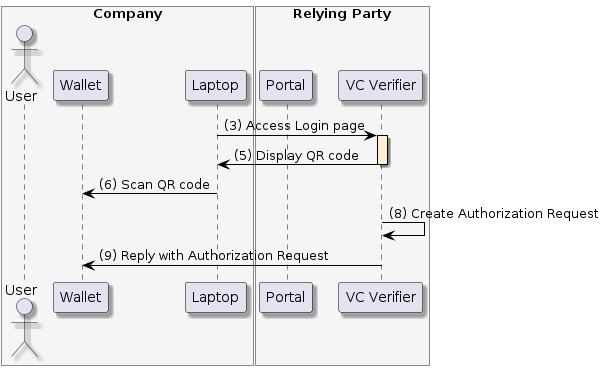 Company
Relying Party
User
Wallet
Laptop
Portal
VC Verifier
(3) Access Login page
(5) Display QR code
(6) Scan QR code
(8) Create Authorization Request
(9) Reply with Authorization Request
User
Wallet
Laptop
Portal
VC Verifier